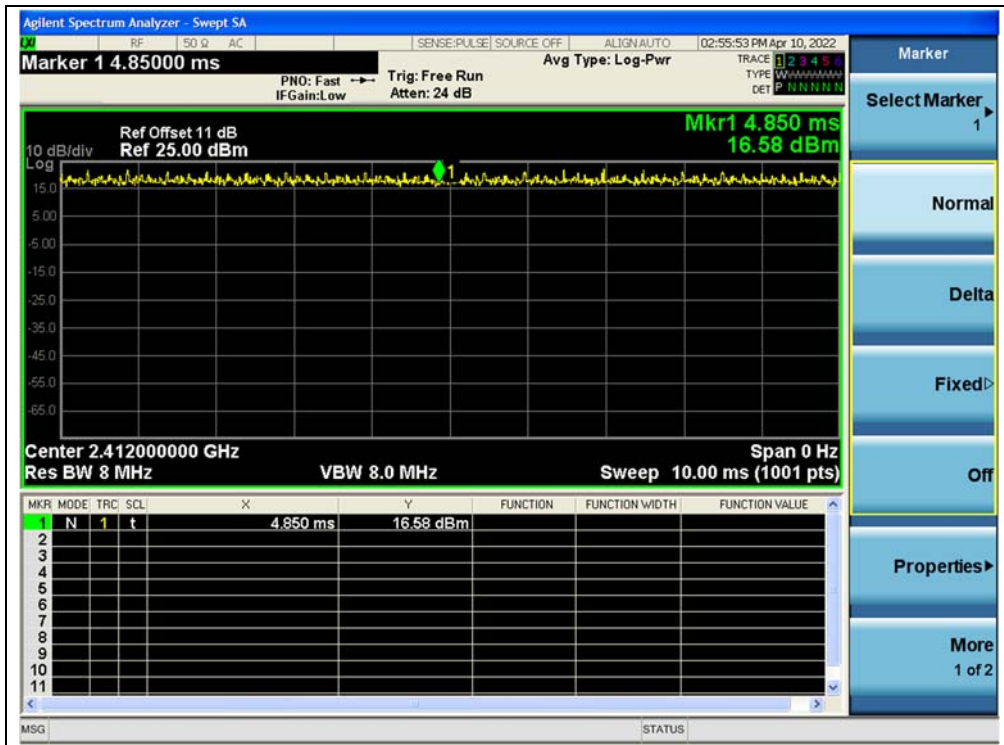 Agilent Spectrum Analyzer - Swept SA
LXI RF 50 Ω AC SENSE:PULSE SOURCE OFF ALIGN AUTO 02:55:53 PM Apr 10, 2022
Marker 1 4.85000 ms
PNO: Fast
IFGain:Low
Trig: Free Run
Atten: 24 dB
Avg Type: Log-Pwr
TRACE 1 2 3 4 5 6
TYPE W
DET P N N N N N
Mkr1 4.850 ms
16.58 dBm
Ref Offset 11 dB
10 dB/div Ref 25.00 dBm
Log
1
15.0
5.00
-5.00
-15.0
-25.0
-35.0
-45.0
-55.0
-65.0
Center 2.412000000 GHz Span 0 Hz
Res BW 8 MHz VBW 8.0 MHz Sweep 10.00 ms (1001 pts)
MKR MODE TRC SCL X Y FUNCTION FUNCTION WIDTH FUNCTION VALUE
1 N 1 t 4.850 ms 16.58 dBm
2
3
4
5
6
7
8
9
10
11
MSG STATUS
Marker
Select Marker
1
Normal
Delta
Fixed
Off
Properties
More
1 of 2